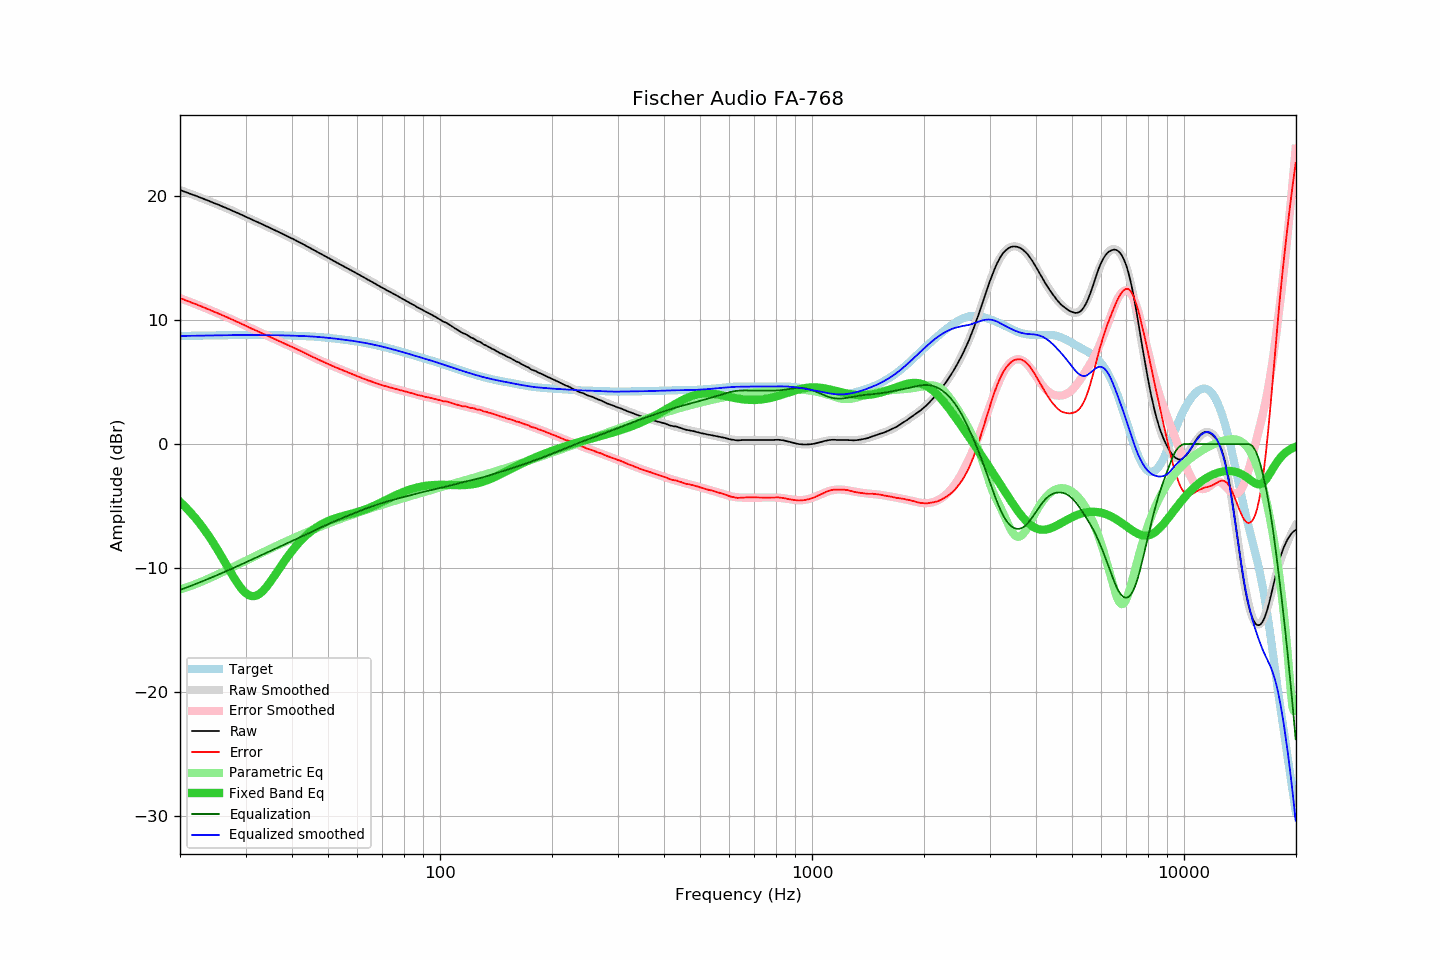 Fischer Audio FA-768
Amplitude (dBr)
20
10
0
−10
−20
−30
Target
Raw Smoothed
Error Smoothed
Raw
Error
Parametric Eq
Fixed Band Eq
Equalization
Equalized smoothed
100
1000
10000
Frequency (Hz)